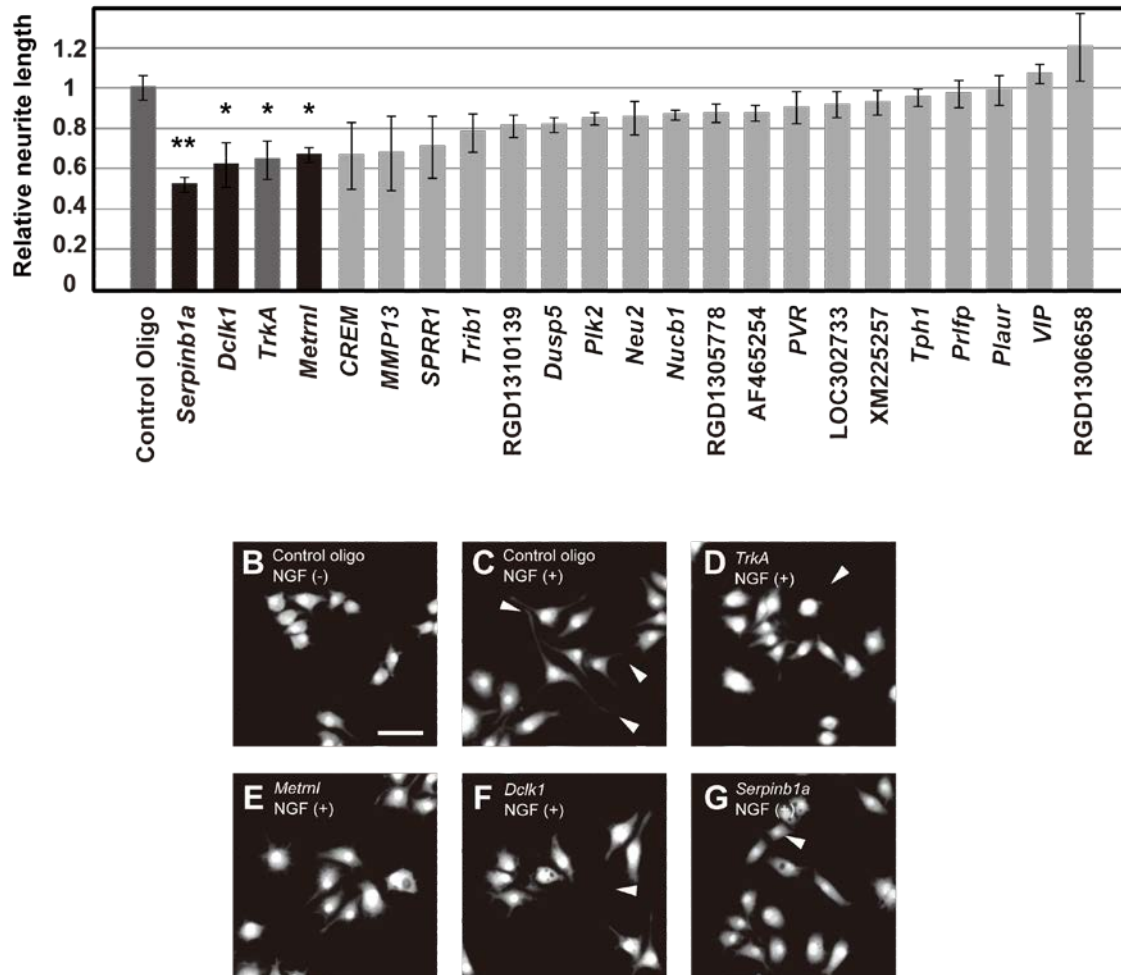 Relative neurite length
1.2
1
0.8
0.6
0.4
0.2
0
**
*
*
*
Control Oligo
Serpinb1a
Dclk1
TrkA
Metrnl
CREM
MMP13
SPRR1
Trib1
RGD1310139
Dusp5
Plk2
Neu2
Nucb1
RGD1305778
AF465254
PVR
LOC302733
XM225257
Tph1
Prlfp
Plaur
VIP
RGD1306658
B Control oligo
NGF (-)
C Control oligo
NGF (+)
D TrkA
NGF (+)
E Metrnl
NGF (+)
F Dclk1
NGF (+)
G Serpinb1a
NGF (+)